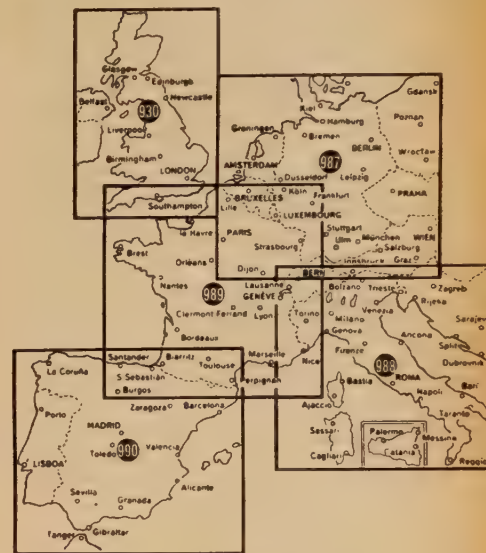 Glasgow
Edinburgh
Belfast
930
Newcastle
Liverpool
Birmingham
LONDON
Southampton
Gdansk
Kiel
Hamburg
Poznan
Groningen
Bremen
BERLIN
AMSTERDAM
987
Wroctaw
Dusseldorf
Leipzig
BRUXELLES
Köln
PRAHA
Lille
Frankfurt
LUXEMBOURG
Havre
PARIS
Stuttgart
Strasbourg
Ulm
München
WIEN
Brest
Salzburg
Orléans
Innsbruck
Graz
Dijon
BERN
Nantes
989
Lausanne
GENÈVE
Bolzano
Trieste
Zagreb
Venezia
Rijeka
Clermont Ferrand
Lyon
Torino
Milano
Bordeaux
Genova
Sarajev
Firenze
Ancona
Split
La Coruña
Santander
Biarritz
Marseille
Nice
988
Dubrovnik
S. Sebastián
Toulouse
Burgos
Perpignan
Bastia
ROMA
Bari
Porto
Zaragoza
Barcelona
Ajaccio
Napoli
Taranto
MADRID
Sassari
Palermo
Messina
Toledo
990
Valencia
LISBOA
Cagliari
Catania
Reggio
Alicante
Sevilla
Granada
Tanger
Gibraltar